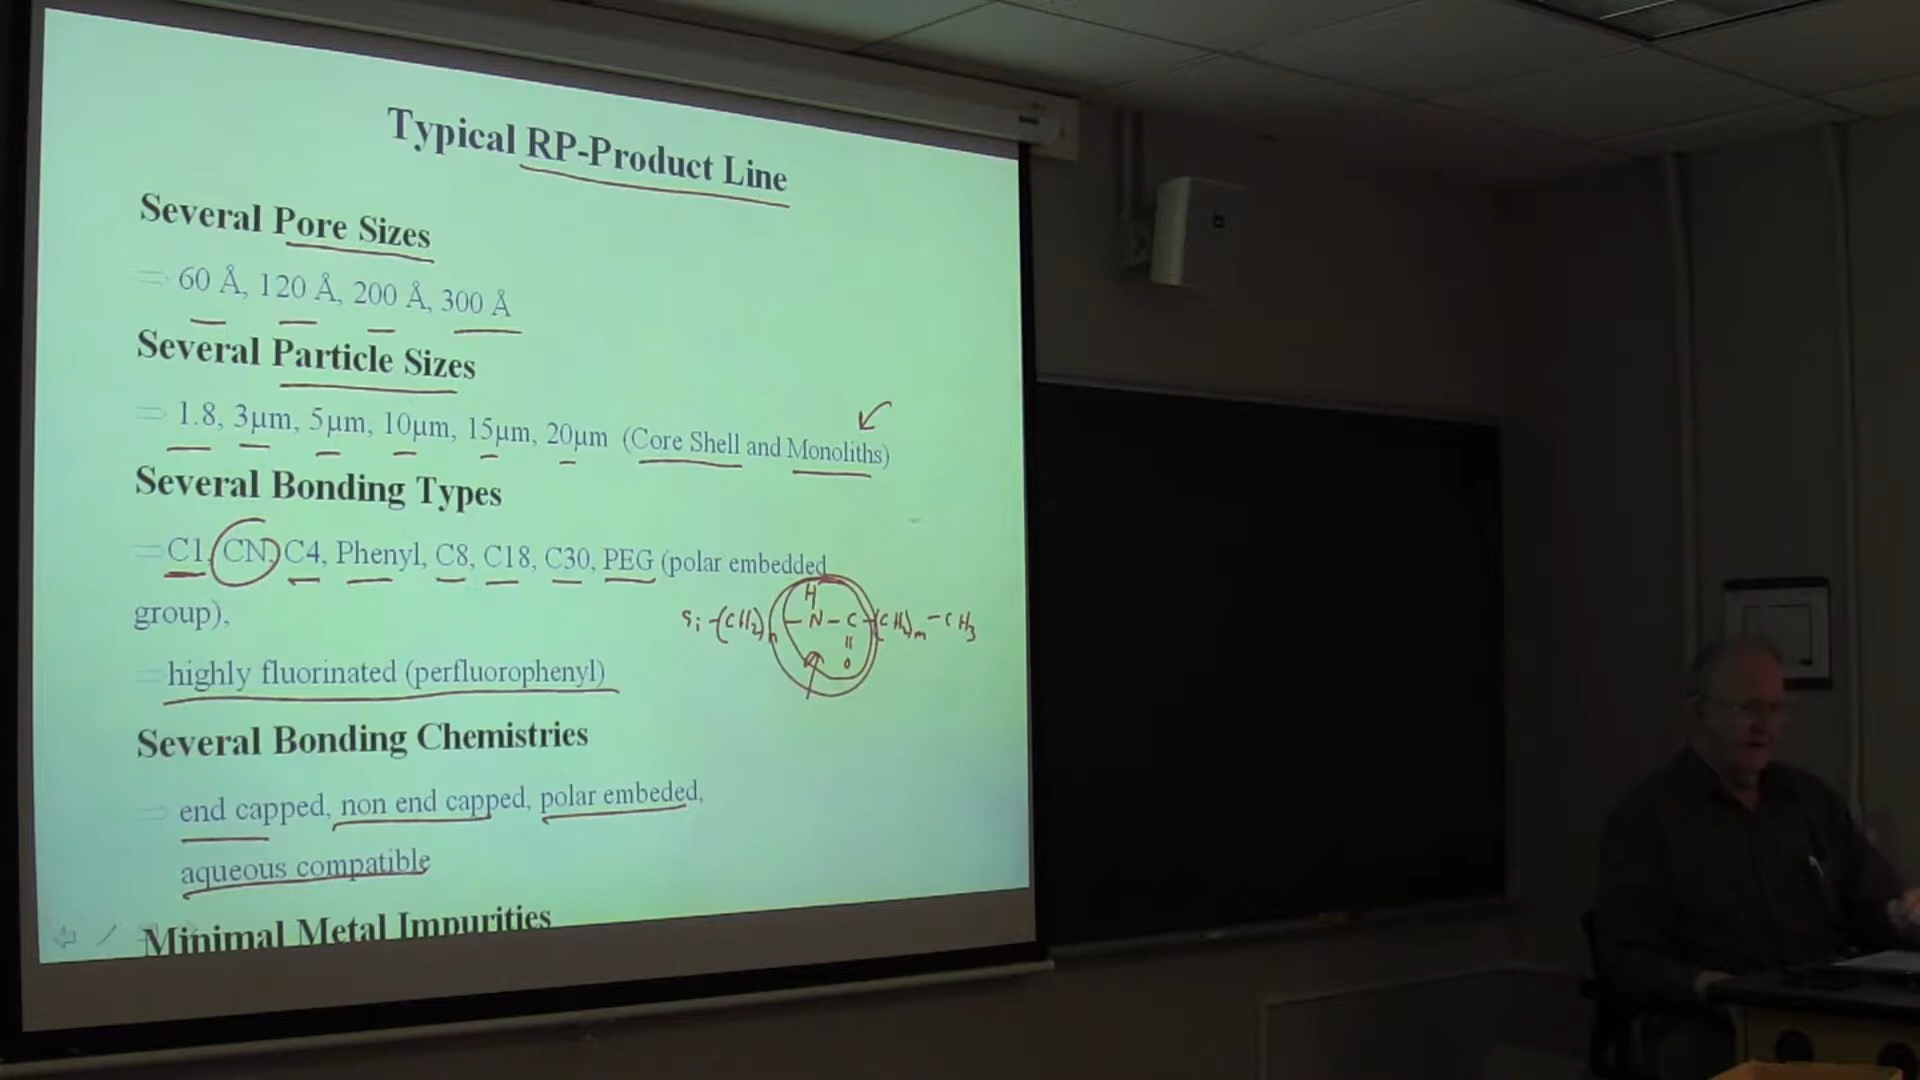 Typical RP-Product Line
Several Pore Sizes
60 Å, 120 Å, 200 Å, 300 Å
Several Particle Sizes
1.8, 3µm, 5µm, 10µm, 15µm, 20µm (Core Shell and Monoliths)
Several Bonding Types
C1, CN, C4, Phenyl, C8, C18, C30, PEG (polar embedded
group),
H
Si-(CH2)n-N-C-(CH2)m-CH3
O
highly fluorinated (perfluorophenyl)
Several Bonding Chemistries
end capped, non end capped, polar embeded,
aqueous compatible
Minimal Metal Impurities